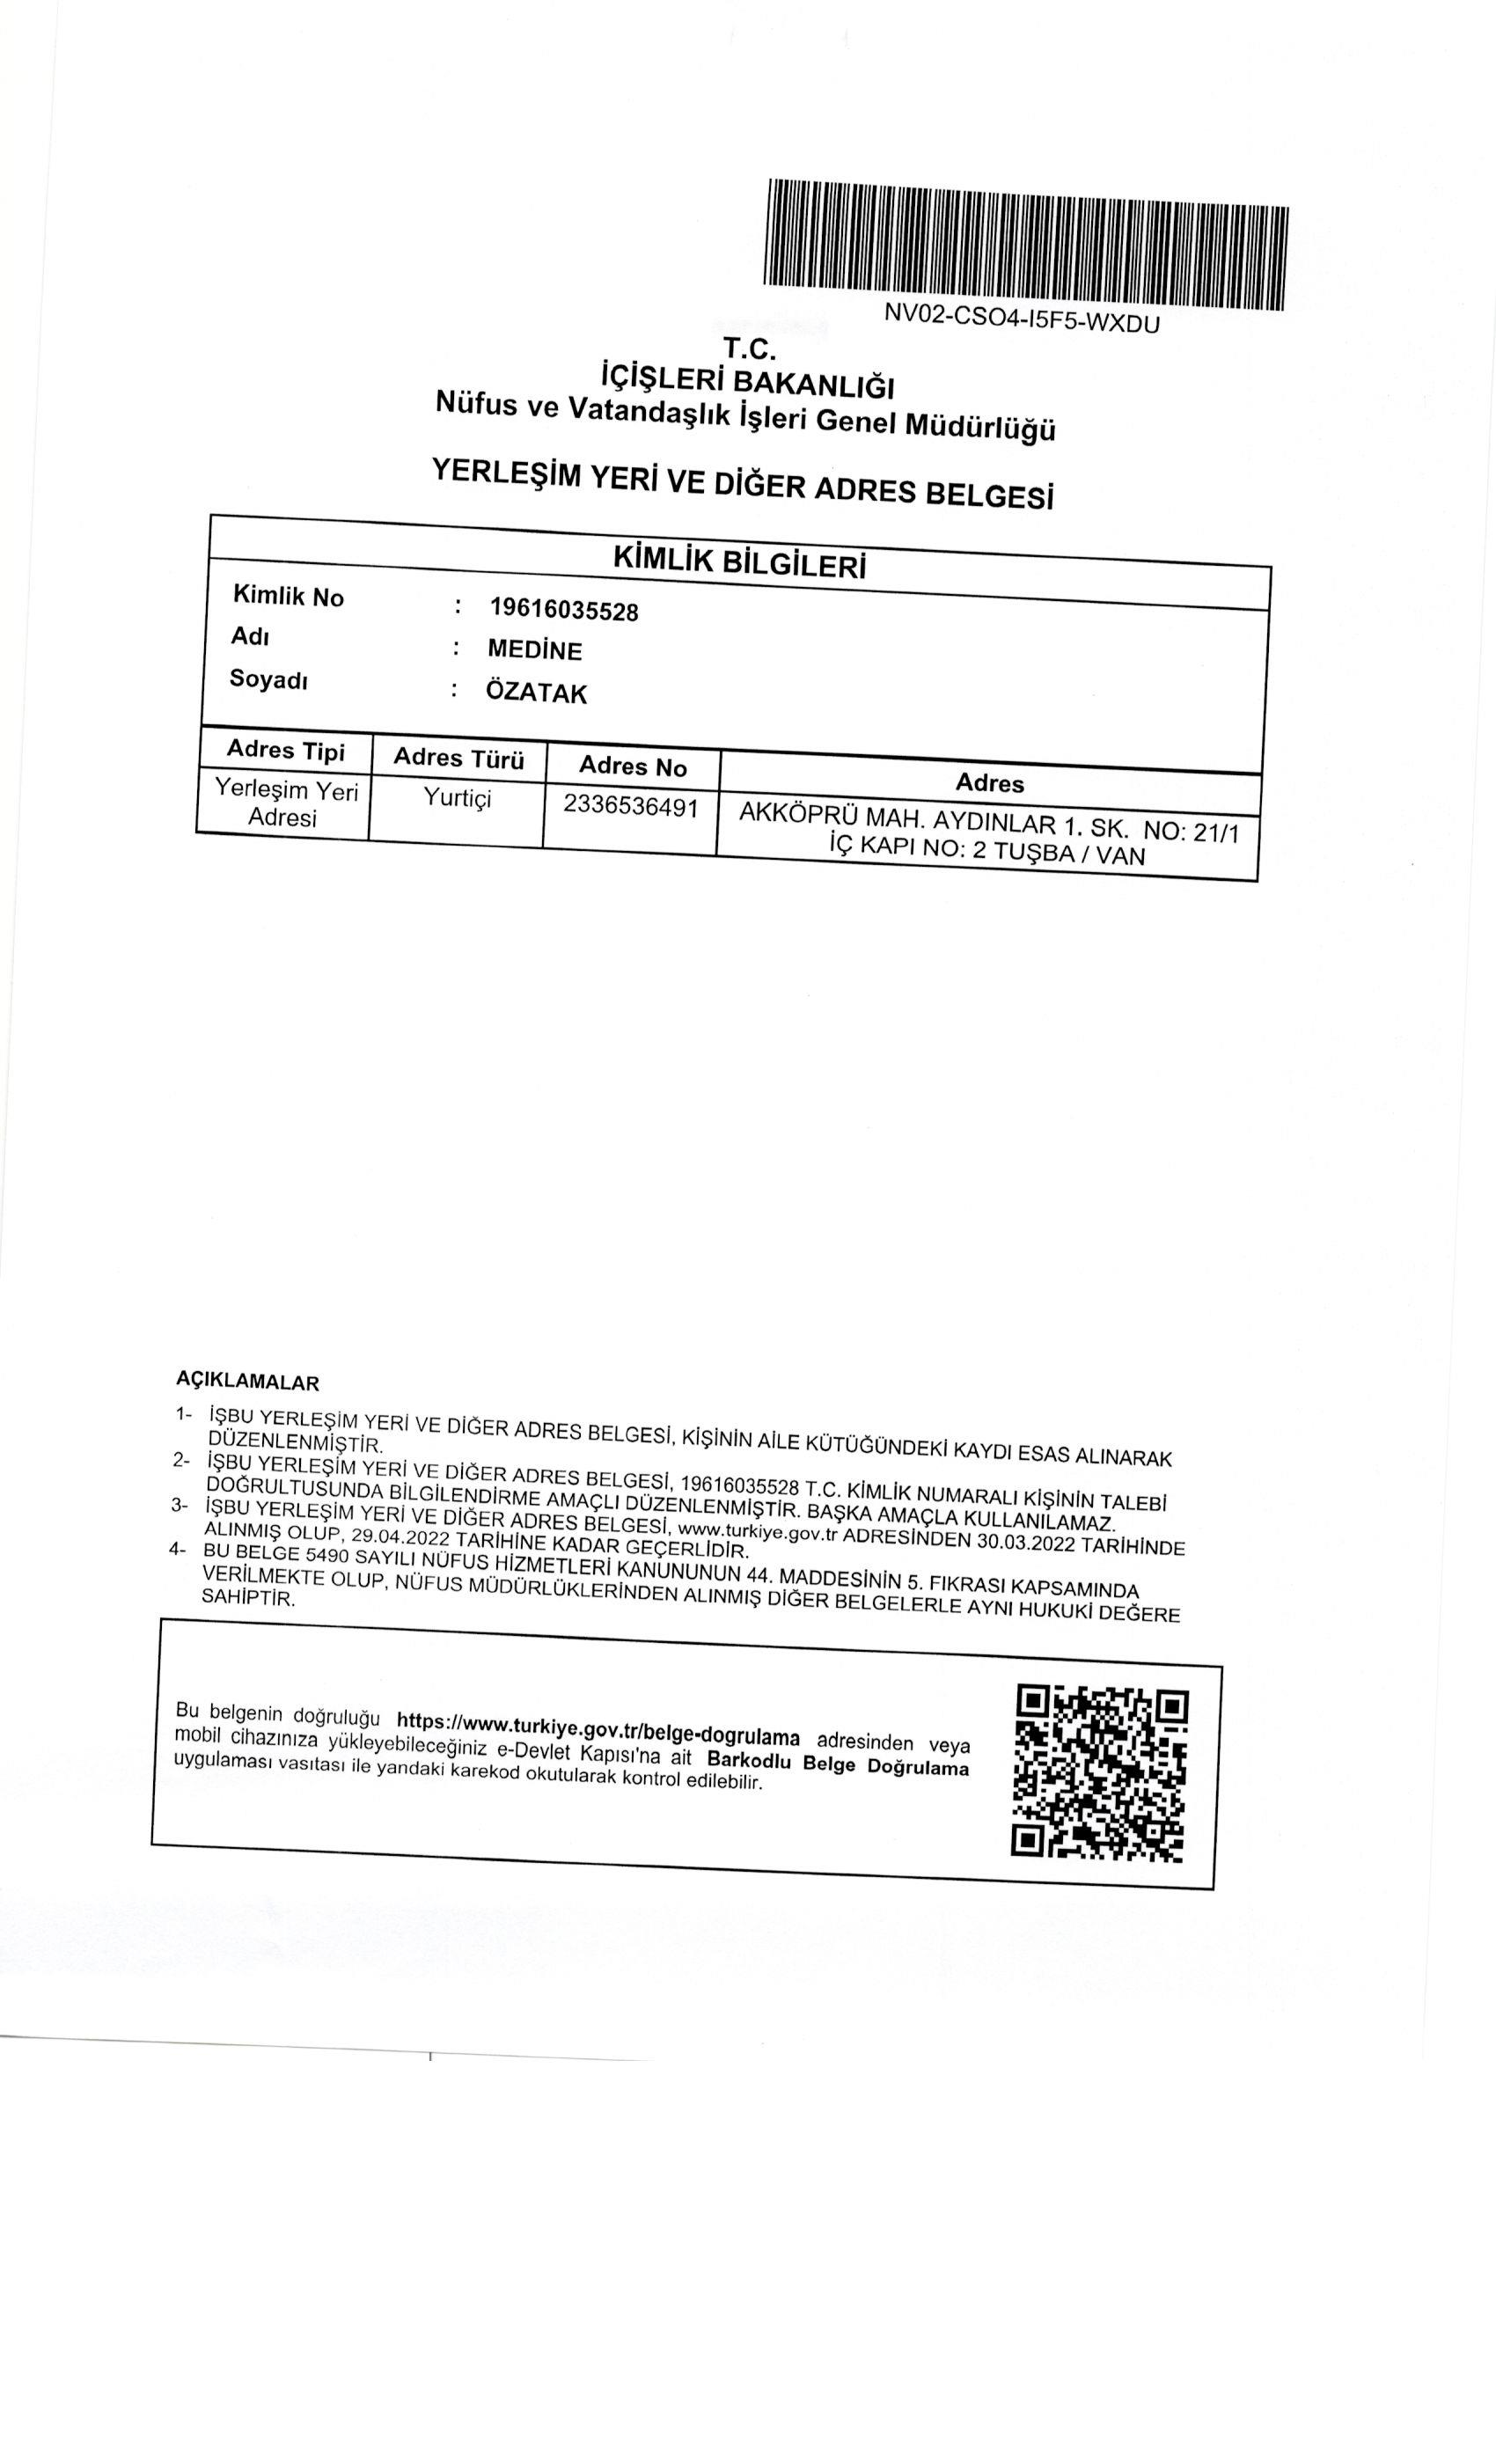 NV02-CSO4-I5F5-WXDU
T.C.
İÇİŞLERİ BAKANLIĞI
Nüfus ve Vatandaşlık İşleri Genel Müdürlüğü
YERLEŞİM YERİ VE DİĞER ADRES BELGESİ
KİMLİK BİLGİLERİ
Kimlik No : 19616035528
Adı : MEDİNE
Soyadı : ÖZATAK
Adres Tipi Adres Türü Adres No Adres
Yerleşim Yeri Yurtiçi 2336536491 AKKÖPRÜ MAH. AYDINLAR 1. SK. NO: 21/1
Adresi İÇ KAPI NO: 2 TUŞBA / VAN
AÇIKLAMALAR
1- İŞBU YERLEŞİM YERİ VE DİĞER ADRES BELGESİ, KİŞİNİN AİLE KÜTÜĞÜNDEKİ KAYDI ESAS ALINARAK
DÜZENLENMİŞTİR.
2- İŞBU YERLEŞİM YERİ VE DİĞER ADRES BELGESİ, 19616035528 T.C. KİMLİK NUMARALI KİŞİNİN TALEBİ
DOĞRULTUSUNDA BİLGİLENDİRME AMAÇLI DÜZENLENMİŞTİR. BAŞKA AMAÇLA KULLANILAMAZ.
3- İŞBU YERLEŞİM YERİ VE DİĞER ADRES BELGESİ, www.turkiye.gov.tr ADRESİNDEN 30.03.2022 TARİHİNDE
ALINMIŞ OLUP, 29.04.2022 TARİHİNE KADAR GEÇERLİDİR.
4- BU BELGE 5490 SAYILI NÜFUS HİZMETLERİ KANUNUNUN 44. MADDESİNİN 5. FIKRASI KAPSAMINDA
VERİLMEKTE OLUP, NÜFUS MÜDÜRLÜKLERİNDEN ALINMIŞ DİĞER BELGELERLE AYNI HUKUKİ DEĞERE
SAHİPTİR.
Bu belgenin doğruluğu https://www.turkiye.gov.tr/belge-dogrulama adresinden veya
mobil cihazınıza yükleyebileceğiniz e-Devlet Kapısı'na ait Barkodlu Belge Doğrulama
uygulaması vasıtası ile yandaki karekod okutularak kontrol edilebilir.